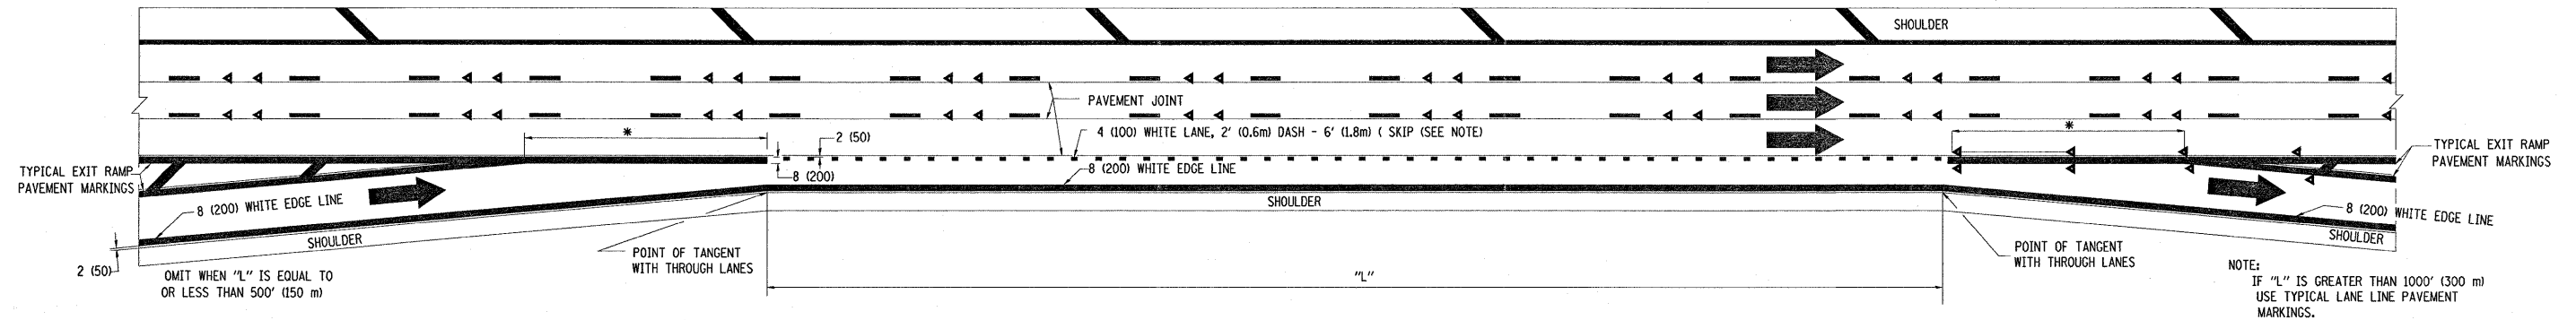 SHOULDER
PAVEMENT JOINT
*
2 (50)
4 (100) WHITE LANE, 2' (0.6m) DASH - 6' (1.8m) ( SKIP (SEE NOTE)
*
TYPICAL EXIT RAMP
PAVEMENT MARKINGS
TYPICAL EXIT RAMP
PAVEMENT MARKINGS
8 (200)
8 (200) WHITE EDGE LINE
8 (200) WHITE EDGE LINE
SHOULDER
8 (200) WHITE EDGE LINE
SHOULDER
SHOULDER
2 (50)
POINT OF TANGENT
WITH THROUGH LANES
POINT OF TANGENT
WITH THROUGH LANES
OMIT WHEN "L" IS EQUAL TO
OR LESS THAN 500' (150 m)
"L"
NOTE:
IF "L" IS GREATER THAN 1000' (300 m)
USE TYPICAL LANE LINE PAVEMENT
MARKINGS.